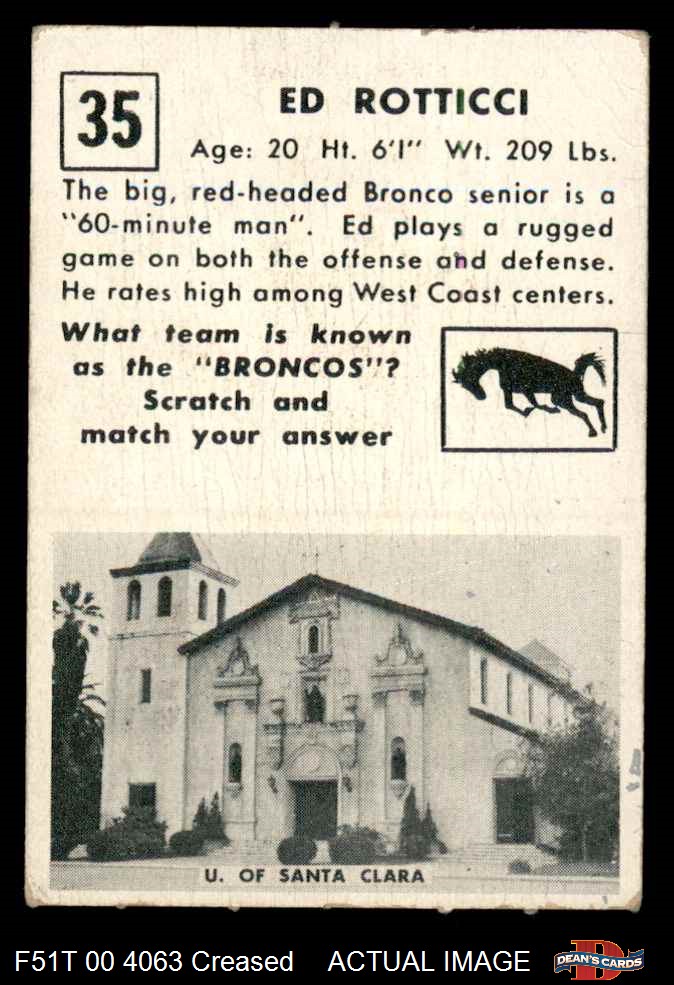 35
ED ROTTICCI
Age: 20 Ht. 6'1" Wt. 209 Lbs.
The big, red-headed Bronco senior is a
"60-minute man". Ed plays a rugged
game on both the offense and defense.
He rates high among West Coast centers.
What team is known
as the "BRONCOS"?
Scratch and
match your answer
U. OF SANTA CLARA
F51T 00 4063 Creased ACTUAL IMAGE
D
DEAN'S CARDS